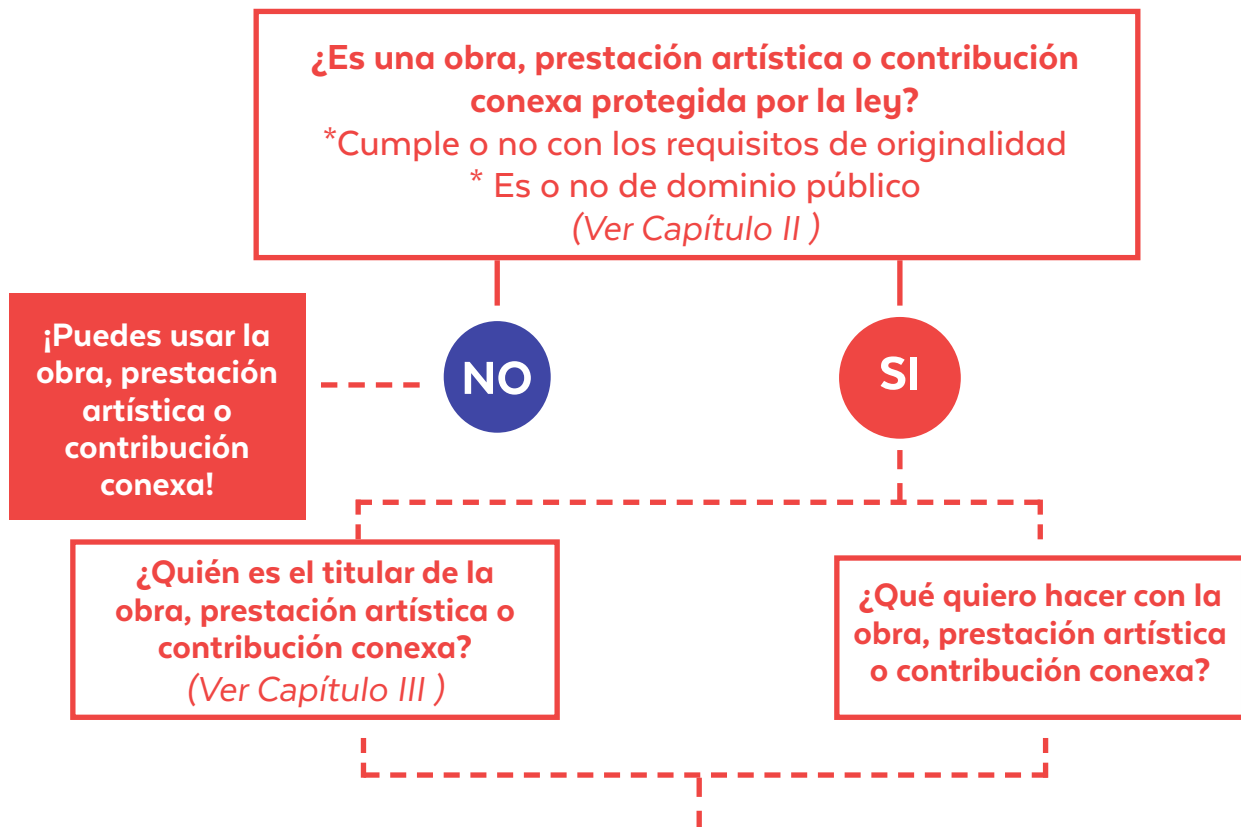 ¿Es una obra, prestación artística o contribución
conexa protegida por la ley?
*Cumple o no con los requisitos de originalidad
* Es o no de dominio público
(Ver Capítulo II )
¡Puedes usar la
obra, prestación
artística o
contribución
conexa!
NO
SI
¿Quién es el titular de la
obra, prestación artística o
contribución conexa?
(Ver Capítulo III )
¿Qué quiero hacer con la
obra, prestación artística
o contribución conexa?